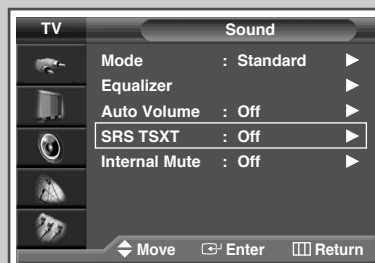 TV Sound
Mode : Standard
Equalizer
Auto Volume : Off
SRS TSXT : Off
Internal Mute : Off
Move Enter Return